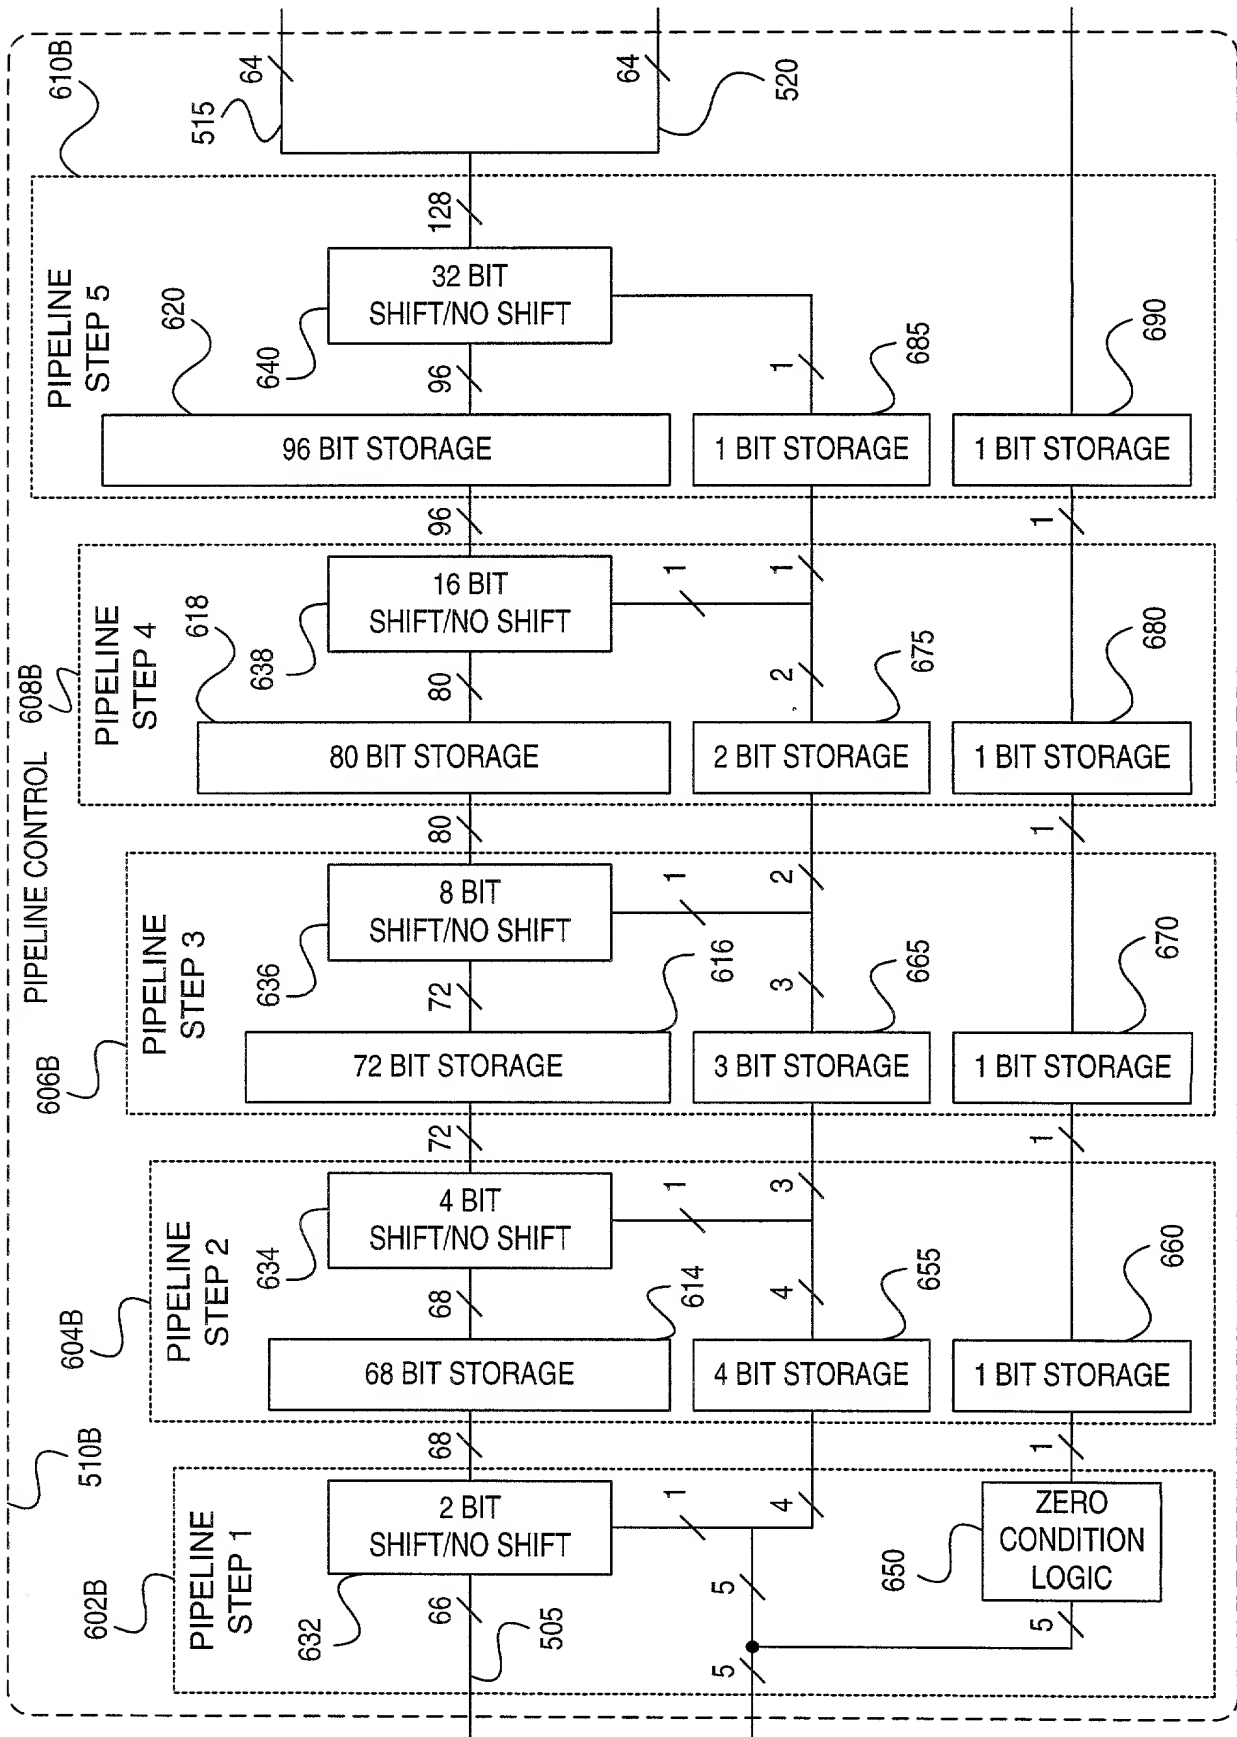 PIPELINE CONTROL
510B
602B
PIPELINE
STEP 1
505
66
632
2 BIT
SHIFT/NO SHIFT
68
5
5
1
4
5
650
ZERO
CONDITION
LOGIC
1
604B
PIPELINE
STEP 2
68 BIT STORAGE
614
68
634
4 BIT
SHIFT/NO SHIFT
72
4 BIT STORAGE
655
4
1
3
1 BIT STORAGE
660
1
606B
PIPELINE
STEP 3
72 BIT STORAGE
616
72
636
8 BIT
SHIFT/NO SHIFT
80
3 BIT STORAGE
665
3
1
2
1 BIT STORAGE
670
1
608B
PIPELINE
STEP 4
618
80 BIT STORAGE
80
638
16 BIT
SHIFT/NO SHIFT
96
2 BIT STORAGE
675
2
1
1
1 BIT STORAGE
680
1
610B
PIPELINE
STEP 5
620
96 BIT STORAGE
96
640
32 BIT
SHIFT/NO SHIFT
128
1 BIT STORAGE
685
1
1 BIT STORAGE
690
515
64
64
520